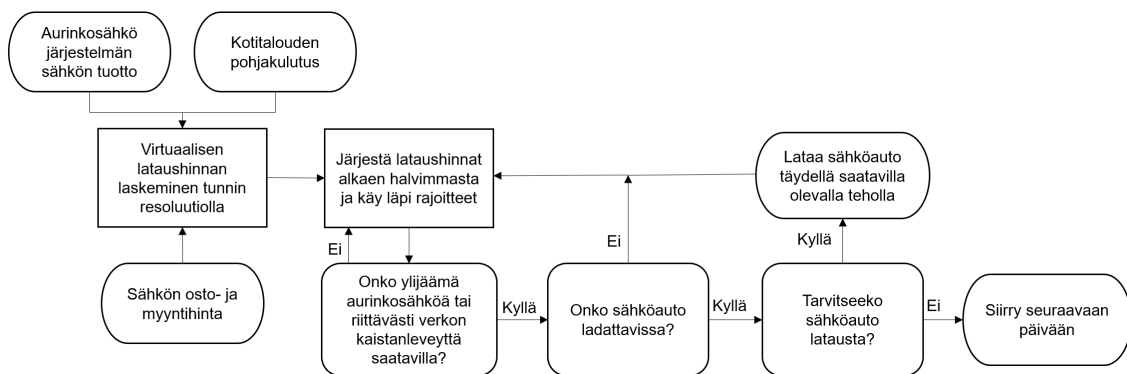 Aurinkosähkö
järjestelmän
sähkön tuotto
Kotitalouden
pohjakulutus
Virtuaalisen
lataushinnan
laskeminen tunnin
resoluutiolla
Järjestä lataushinnat
alkaen halvimmasta
ja käy läpi rajoitteet
Lataa sähköauto
täydellä saatavilla
olevalla teholla
Ei
Ei
Kyllä
Sähkön osto- ja
myyntihinta
Onko ylijäämä
aurinkosähköä tai
riittävästi verkon
kaistanleveyttä
saatavilla?
Kyllä
Onko sähköauto
ladattavissa?
Kyllä
Tarvitseeko
sähköauto
latausta?
Ei
Siirry seuraavaan
päivään